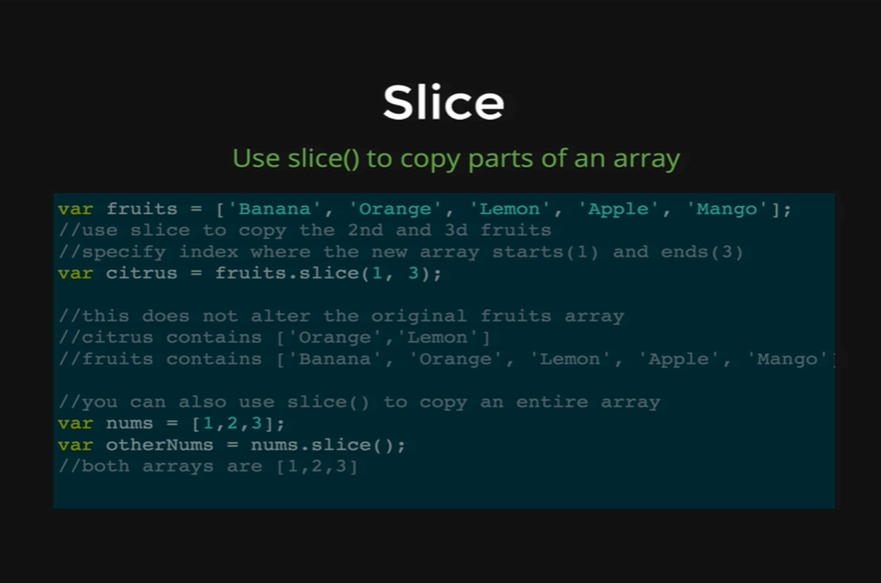 Slice
Use slice() to copy parts of an array
var fruits = ['Banana', 'Orange', 'Lemon', 'Apple', 'Mango'];
//use slice to copy the 2nd and 3d fruits
//specify index where the new array starts(1) and ends(3)
var citrus = fruits.slice(1, 3);
//this does not alter the original fruits array
//citrus contains ['Orange','Lemon']
//fruits contains ['Banana', 'Orange', 'Lemon', 'Apple', 'Mango']
//you can also use slice() to copy an entire array
var nums = [1,2,3];
var otherNums = nums.slice();
//both arrays are [1,2,3]